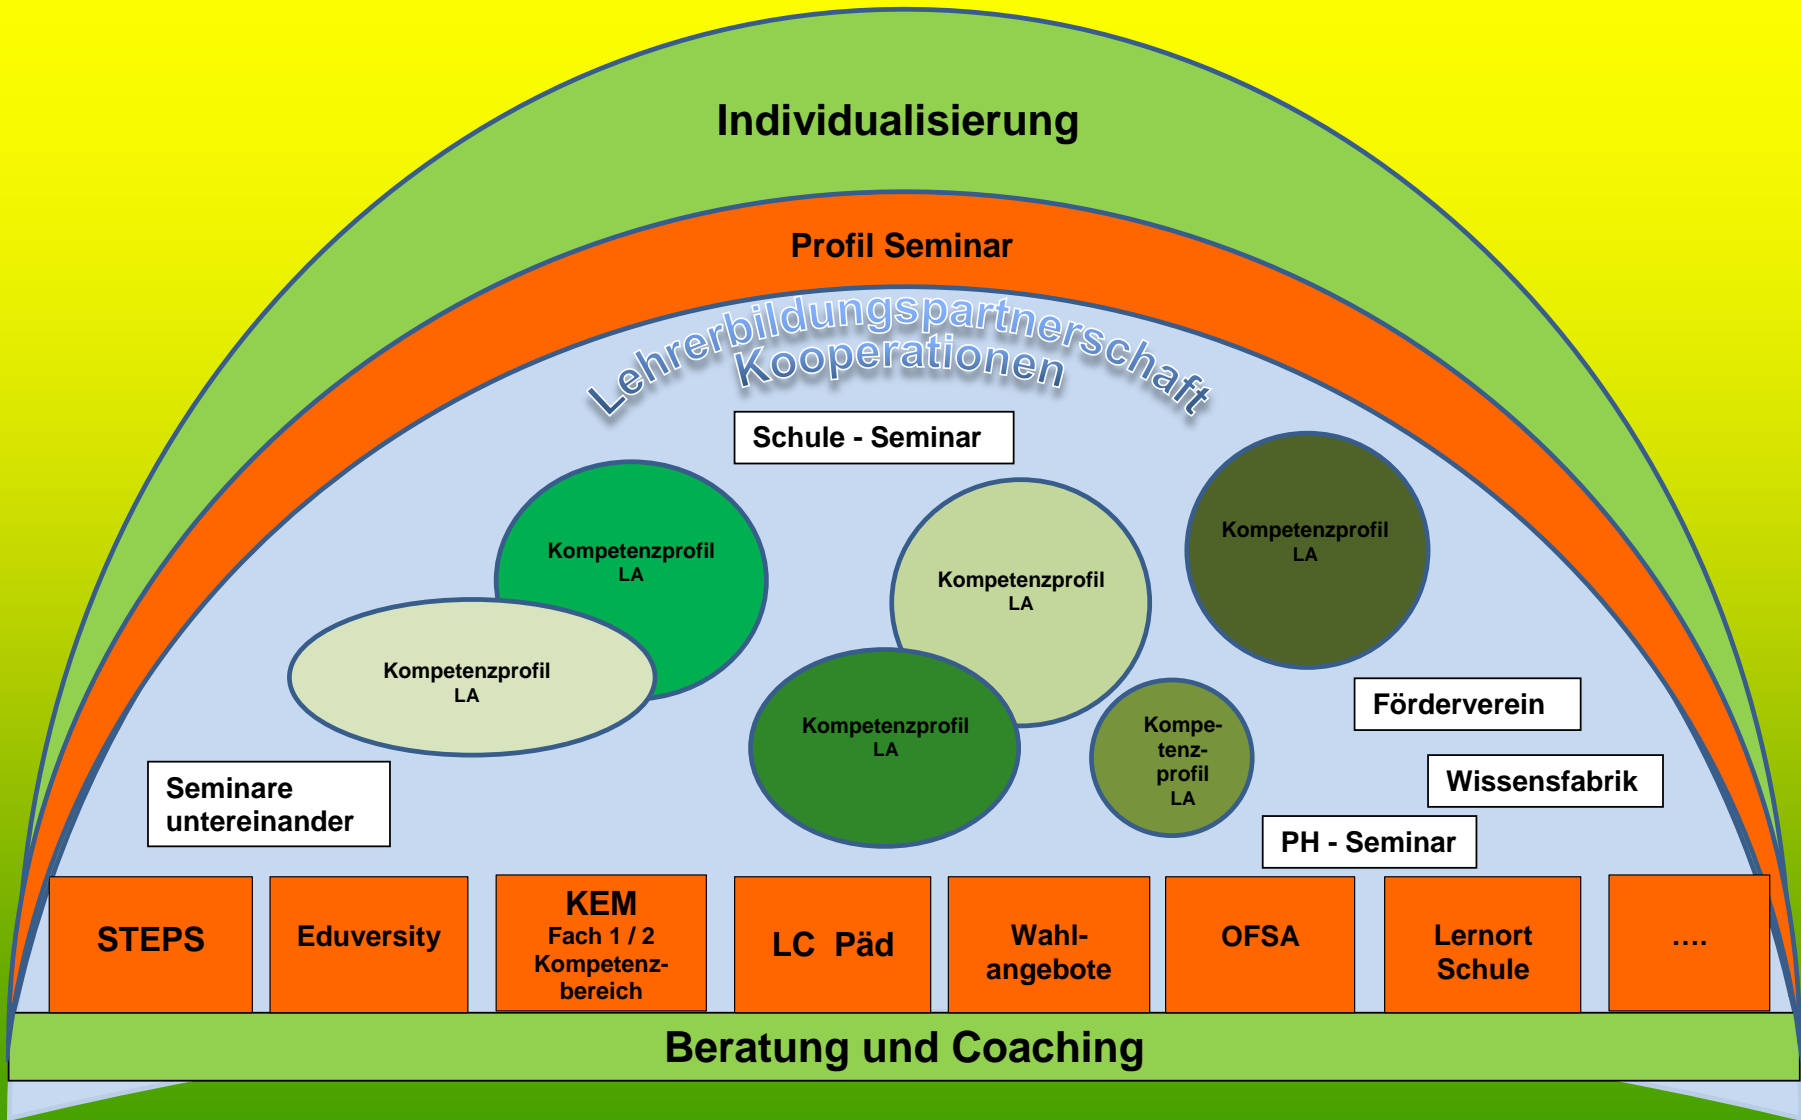 Individualisierung
Profil Seminar
Lehrerbildungspartnerschaft
Kooperationen
Schule - Seminar
Kompetenzprofil
LA
Kompetenzprofil
LA
Kompetenzprofil
LA
Kompetenzprofil
LA
Kompetenzprofil
LA
Kompe-
tenz-
profil
LA
Förderverein
Wissensfabrik
Seminare
untereinander
PH - Seminar
STEPS
Eduversity
KEM
Fach 1 / 2
Kompetenz-
bereich
LC Päd
Wahl-
angebote
OFSA
Lernort
Schule
....
Beratung und Coaching